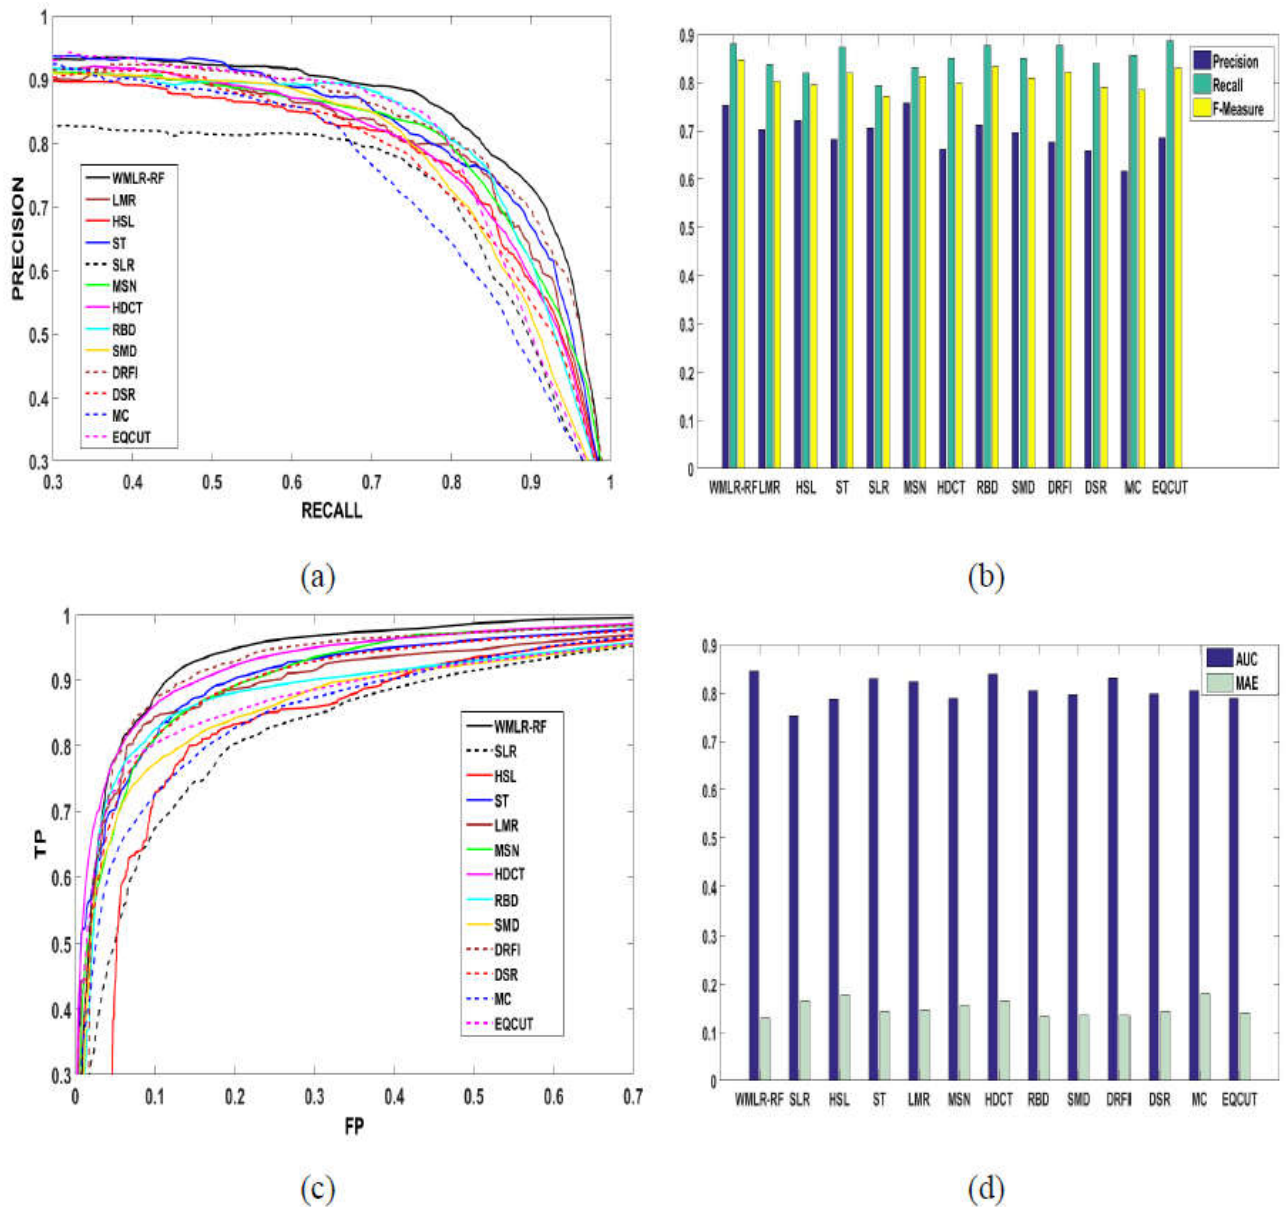 1
0.9
0.8
0.7
0.6
0.5
0.4
0.3
PRECISION
WMLR-RF
LMR
HSL
ST
SLR
MSN
HDCT
RBD
SMD
DRFI
DSR
MC
EQCUT
0.3 0.4 0.5 0.6 0.7 0.8 0.9 1
RECALL
(a)
0.9
0.8
0.7
0.6
0.5
0.4
0.3
0.2
0.1
0
Precision
Recall
F-Measure
WMLR-RF LMR HSL ST SLR MSN HDCT RBD SMD DRFI DSR MC EQCUT
(b)
1
0.9
0.8
0.7
0.6
0.5
0.4
0.3
TP
WMLR-RF
SLR
HSL
ST
LMR
MSN
HDCT
RBD
SMD
DRFI
DSR
MC
EQCUT
0 0.1 0.2 0.3 0.4 0.5 0.6 0.7
FP
(c)
0.9
0.8
0.7
0.6
0.5
0.4
0.3
0.2
0.1
0
AUC
MAE
WMLR-RF SLR HSL ST LMR MSN HDCT RBD SMD DRFI DSR MC EQCUT
(d)